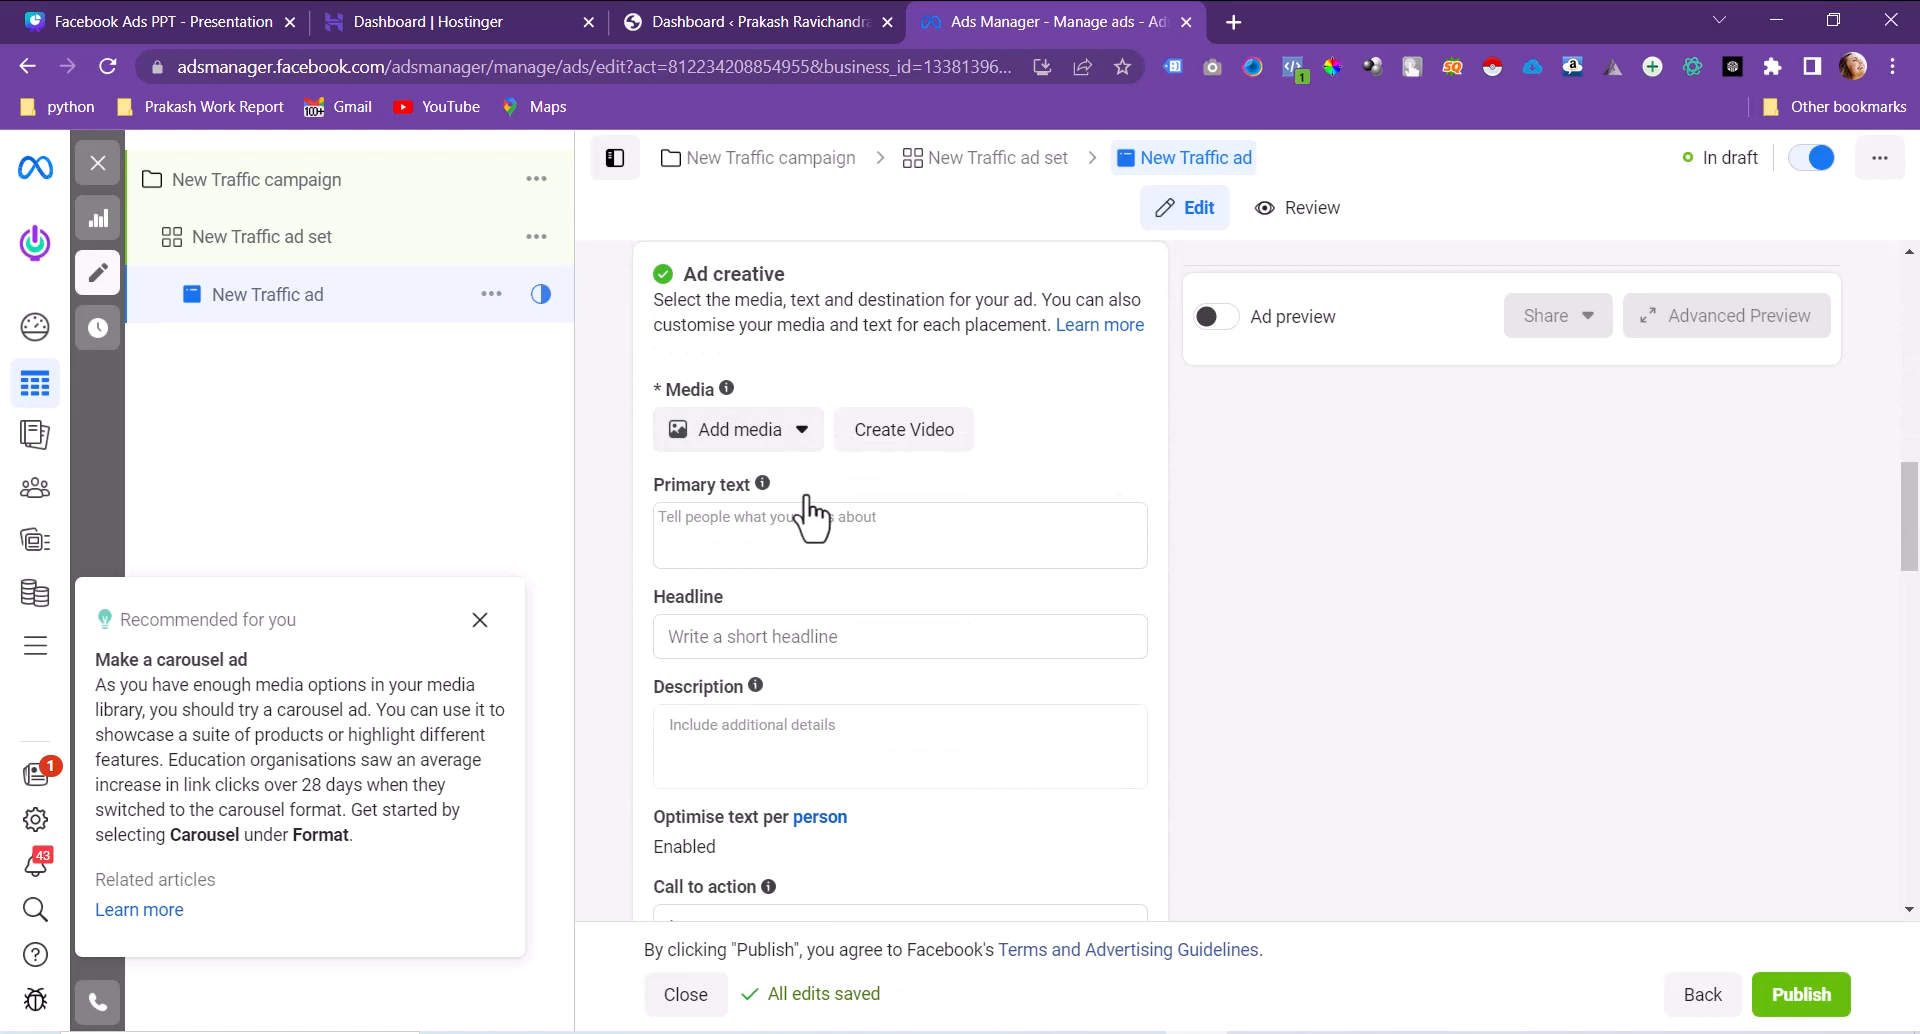 Facebook Ads PPT - Presentation
Dashboard | Hostinger
Dashboard ‹ Prakash Ravichandra
Ads Manager - Manage ads - Ad
adsmanager.facebook.com/adsmanager/manage/ads/edit?act=812234208854955&business_id=13381396...
1
python
Prakash Work Report
100+
Gmail
YouTube
Maps
Other bookmarks
New Traffic campaign
New Traffic ad set
New Traffic ad
New Traffic campaign
New Traffic ad set
New Traffic ad
In draft
Edit
Review
Ad creative
Select the media, text and destination for your ad. You can also
customise your media and text for each placement. Learn more
* Media
Add media
Create Video
Primary text
Tell people what you about
Headline
Write a short headline
Description
Include additional details
Optimise text per person
Enabled
Call to action
Ad preview
Share
Advanced Preview
Recommended for you
Make a carousel ad
As you have enough media options in your media
library, you should try a carousel ad. You can use it to
showcase a suite of products or highlight different
features. Education organisations saw an average
increase in link clicks over 28 days when they
switched to the carousel format. Get started by
selecting Carousel under Format.
Related articles
Learn more
1
43
By clicking "Publish", you agree to Facebook's Terms and Advertising Guidelines.
Close
All edits saved
Back
Publish